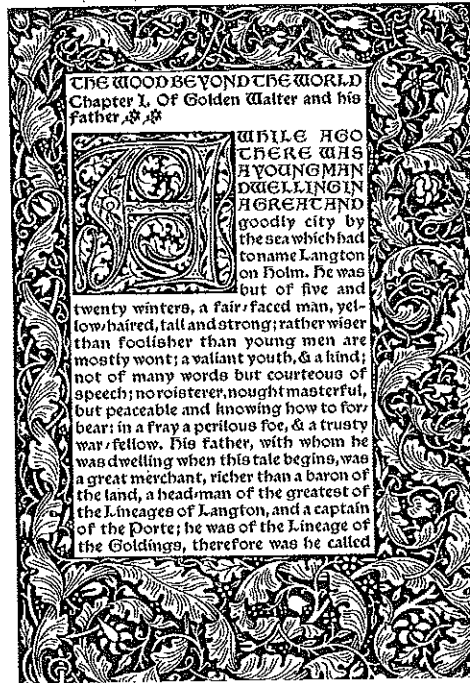 THE WOOD BEYOND THE WORLD
Chapter I. Of Golden Walter and his
father
A WHILE AGO
THERE WAS
A YOUNG MAN
DWELLING IN
A GREAT AND
goodly city by
the sea which had
to name Langton
on Holm. He was
but of five and
twenty winters, a fair-faced man, yel-
low-haired, tall and strong; rather wiser
than foolisher than young men are
mostly wont; a valiant youth, & a kind;
not of many words but courteous of
speech; no roisterer, nought masterful,
but peaceable and knowing how to for-
bear: in a fray a perilous foe, & a trusty
war-fellow. His father, with whom he
was dwelling when this tale begins, was
a great merchant, richer than a baron of
the land, a head-man of the greatest of
the Lineages of Langton, and a captain
of the Porte; he was of the Lineage of
the Goldings, therefore was he called